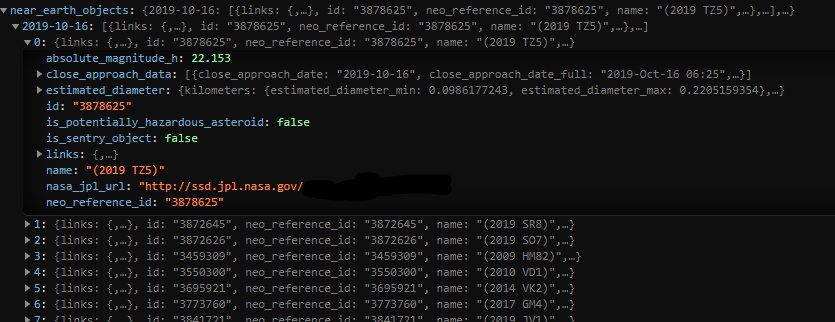 near_earth_objects: {2019-10-16: [{links: {,…}, id: "3878625", neo_reference_id: "3878625", name: "(2019 TZ5)",…},…],…}
2019-10-16: [{links: {,…}, id: "3878625", neo_reference_id: "3878625", name: "(2019 TZ5)",…},…]
0: {links: {,…}, id: "3878625", neo_reference_id: "3878625", name: "(2019 TZ5)",…}
absolute_magnitude_h: 22.153
close_approach_data: [{close_approach_date: "2019-10-16", close_approach_date_full: "2019-Oct-16 06:25",…}]
estimated_diameter: {kilometers: {estimated_diameter_min: 0.0986177243, estimated_diameter_max: 0.2205159354},…}
id: "3878625"
is_potentially_hazardous_asteroid: false
is_sentry_object: false
links: {,…}
name: "(2019 TZ5)"
nasa_jpl_url: "http://ssd.jpl.nasa.gov/
neo_reference_id: "3878625"
1: {links: {,…}, id: "3872645", neo_reference_id: "3872645", name: "(2019 SR8)",…}
2: {links: {,…}, id: "3872626", neo_reference_id: "3872626", name: "(2019 SO7)",…}
3: {links: {,…}, id: "3459309", neo_reference_id: "3459309", name: "(2009 HM82)",…}
4: {links: {,…}, id: "3550300", neo_reference_id: "3550300", name: "(2010 VD1)",…}
5: {links: {,…}, id: "3695921", neo_reference_id: "3695921", name: "(2014 VK2)",…}
6: {links: {,…}, id: "3773760", neo_reference_id: "3773760", name: "(2017 GM4)",…}
7: {links: {,…}, id: "3841721", neo_reference_id: "3841721", name: "(2019 JV1)",…}